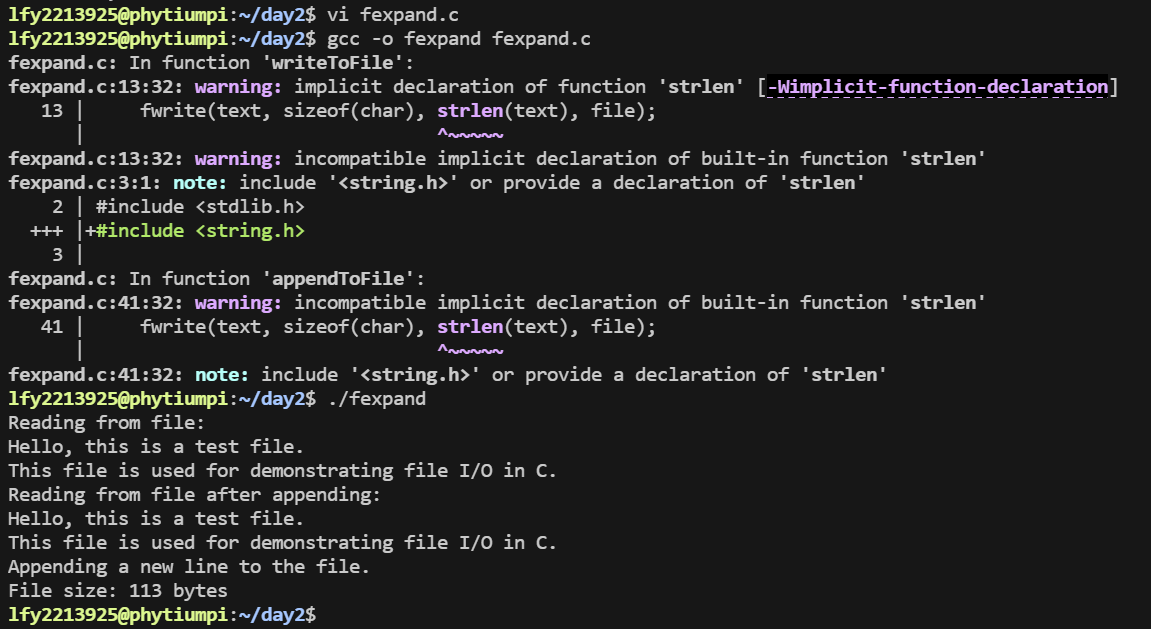 lfy2213925@phytiumpi:~/day2$ vi fexpand.c
lfy2213925@phytiumpi:~/day2$ gcc -o fexpand fexpand.c
fexpand.c: In function 'writeToFile':
fexpand.c:13:32: warning: implicit declaration of function 'strlen' [-Wimplicit-function-declaration]
   13 |     fwrite(text, sizeof(char), strlen(text), file);
      |                                ^~~~~~
fexpand.c:13:32: warning: incompatible implicit declaration of built-in function 'strlen'
fexpand.c:3:1: note: include '<string.h>' or provide a declaration of 'strlen'
    2 | #include <stdlib.h>
  +++ |+#include <string.h>
    3 |
fexpand.c: In function 'appendToFile':
fexpand.c:41:32: warning: incompatible implicit declaration of built-in function 'strlen'
   41 |     fwrite(text, sizeof(char), strlen(text), file);
      |                                ^~~~~~
fexpand.c:41:32: note: include '<string.h>' or provide a declaration of 'strlen'
lfy2213925@phytiumpi:~/day2$ ./fexpand
Reading from file:
Hello, this is a test file.
This file is used for demonstrating file I/O in C.
Reading from file after appending:
Hello, this is a test file.
This file is used for demonstrating file I/O in C.
Appending a new line to the file.
File size: 113 bytes
lfy2213925@phytiumpi:~/day2$